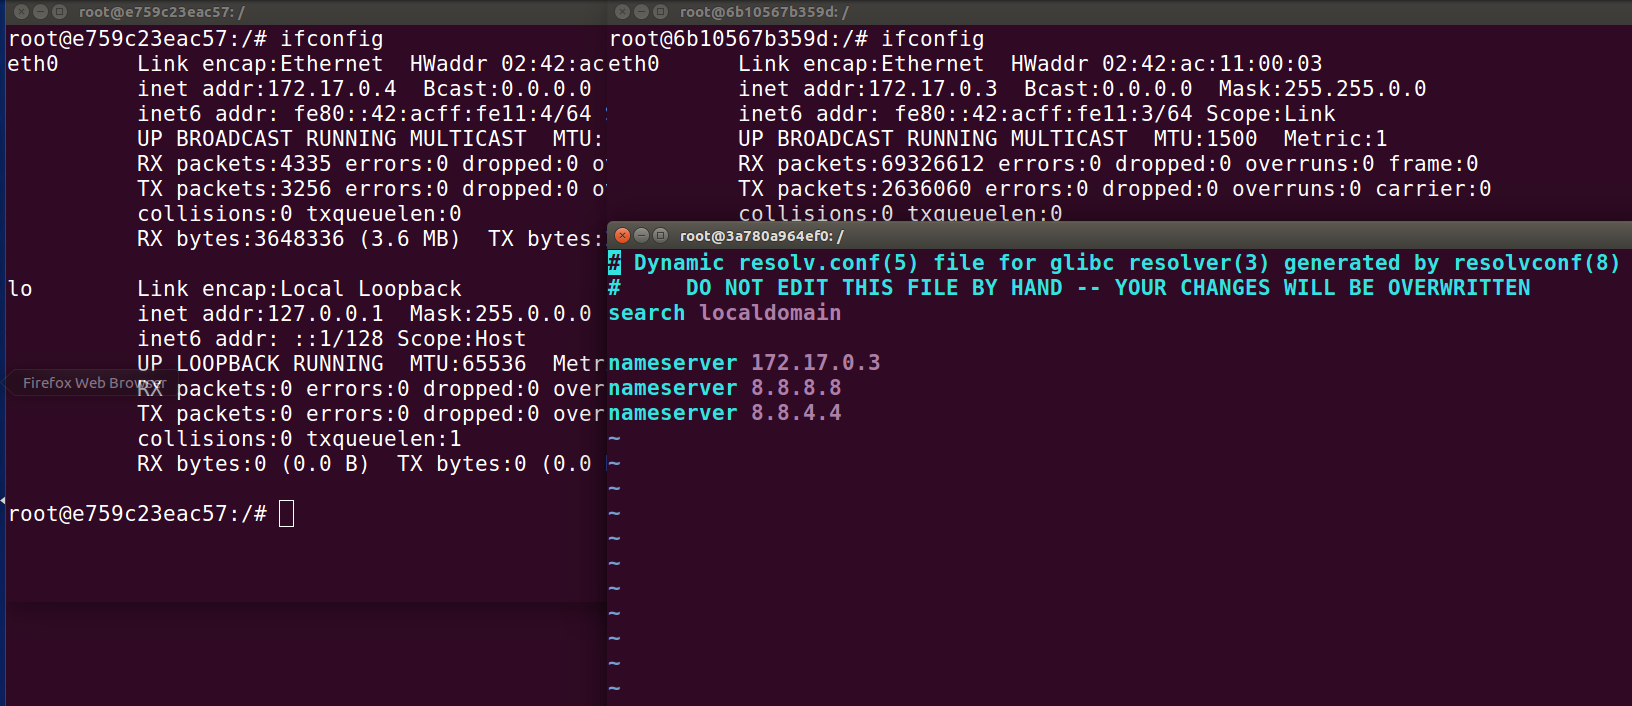 root@e759c23eac57: /
root@e759c23eac57:/# ifconfig
eth0      Link encap:Ethernet  HWaddr 02:42:ac
          inet addr:172.17.0.4  Bcast:0.0.0.0
          inet6 addr: fe80::42:acff:fe11:4/64
          UP BROADCAST RUNNING MULTICAST  MTU:
          RX packets:4335 errors:0 dropped:0
          TX packets:3256 errors:0 dropped:0
          collisions:0 txqueuelen:0
          RX bytes:3648336 (3.6 MB)  TX bytes:
lo        Link encap:Local Loopback
          inet addr:127.0.0.1  Mask:255.0.0.0
          inet6 addr: ::1/128 Scope:Host
          UP LOOPBACK RUNNING  MTU:65536  Metr
Firefox Web Browser
          RX packets:0 errors:0 dropped:0 over
          TX packets:0 errors:0 dropped:0 over
          collisions:0 txqueuelen:1
          RX bytes:0 (0.0 B)  TX bytes:0 (0.0
root@e759c23eac57:/#
root@6b10567b359d: /
root@6b10567b359d:/# ifconfig
eth0      Link encap:Ethernet  HWaddr 02:42:ac:11:00:03
          inet addr:172.17.0.3  Bcast:0.0.0.0  Mask:255.255.0.0
          inet6 addr: fe80::42:acff:fe11:3/64 Scope:Link
          UP BROADCAST RUNNING MULTICAST  MTU:1500  Metric:1
          RX packets:69326612 errors:0 dropped:0 overruns:0 frame:0
          TX packets:2636060 errors:0 dropped:0 overruns:0 carrier:0
          collisions:0 txqueuelen:0
root@3a780a964ef0: /
# Dynamic resolv.conf(5) file for glibc resolver(3) generated by resolvconf(8)
#     DO NOT EDIT THIS FILE BY HAND -- YOUR CHANGES WILL BE OVERWRITTEN
search localdomain
nameserver 172.17.0.3
nameserver 8.8.8.8
nameserver 8.8.4.4
~
~
~
~
~
~
~
~
~
~
~